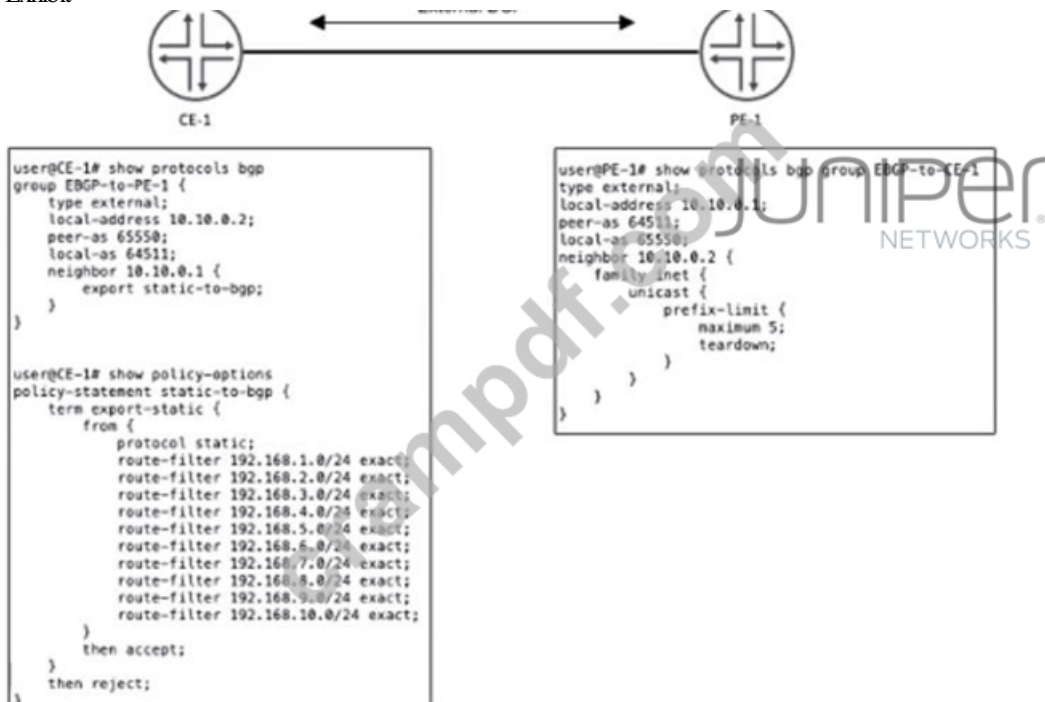 CE-1
PE-1
user@CE-1# show protocols bgp
group EBGP-to-PE-1 {
    type external;
    local-address 10.10.0.2;
    peer-as 65550;
    local-as 64511;
    neighbor 10.10.0.1 {
        export static-to-bgp;
    }
}
user@CE-1# show policy-options
policy-statement static-to-bgp {
    term export-static {
        from {
            protocol static;
            route-filter 192.168.1.0/24 exact;
            route-filter 192.168.2.0/24 exact;
            route-filter 192.168.3.0/24 exact;
            route-filter 192.168.4.0/24 exact;
            route-filter 192.168.5.0/24 exact;
            route-filter 192.168.6.0/24 exact;
            route-filter 192.168.7.0/24 exact;
            route-filter 192.168.8.0/24 exact;
            route-filter 192.168.9.0/24 exact;
            route-filter 192.168.10.0/24 exact;
        }
        then accept;
    }
    then reject;
}
user@PE-1# show protocols bgp group EBGP-to-CE-1
type external;
local-address 10.10.0.1;
peer-as 64511;
local-as 65550;
neighbor 10.10.0.2 {
    family inet {
        unicast {
            prefix-limit {
                maximum 5;
                teardown;
            }
        }
    }
}
JUNIPEr
NETWORKS
crampdf.com